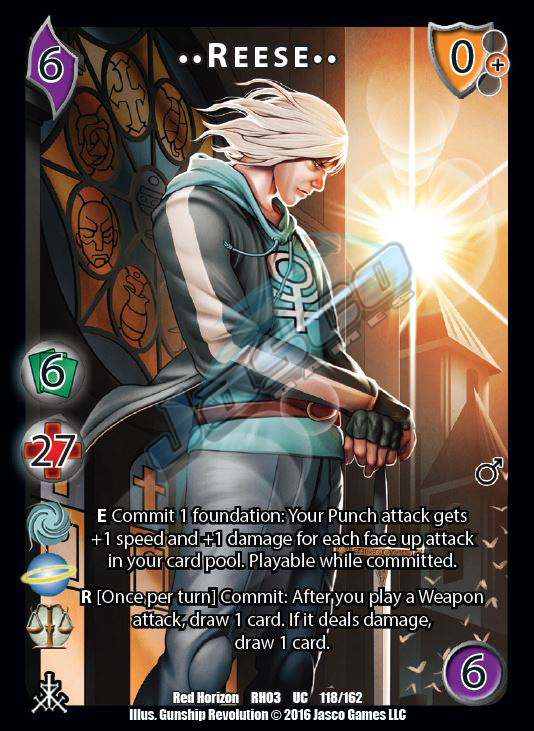 6
••REESE••
0
+
6
27
JASCO
GAMES
E Commit 1 foundation: Your Punch attack gets
+1 speed and +1 damage for each face up attack
in your card pool. Playable while committed.
R [Once per turn] Commit: After you play a Weapon
attack, draw 1 card. If it deals damage,
draw 1 card.
6
Red Horizon RH03 UC 118/162
Illus. Gunship Revolution © 2016 Jasco Games LLC